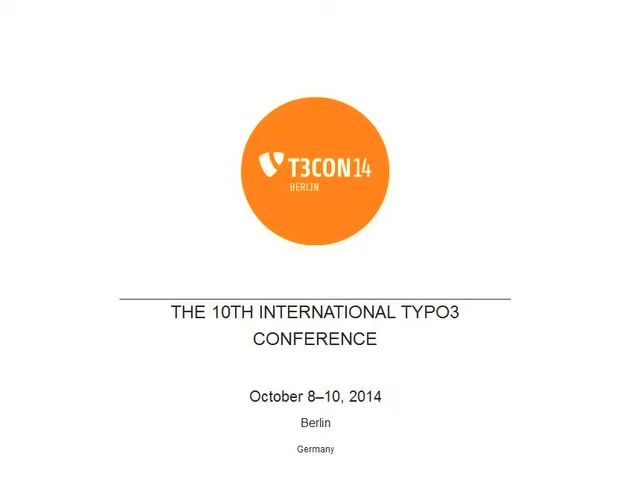 T3CON14
BERLIN
THE 10TH INTERNATIONAL TYPO3
CONFERENCE
October 8–10, 2014
Berlin
Germany